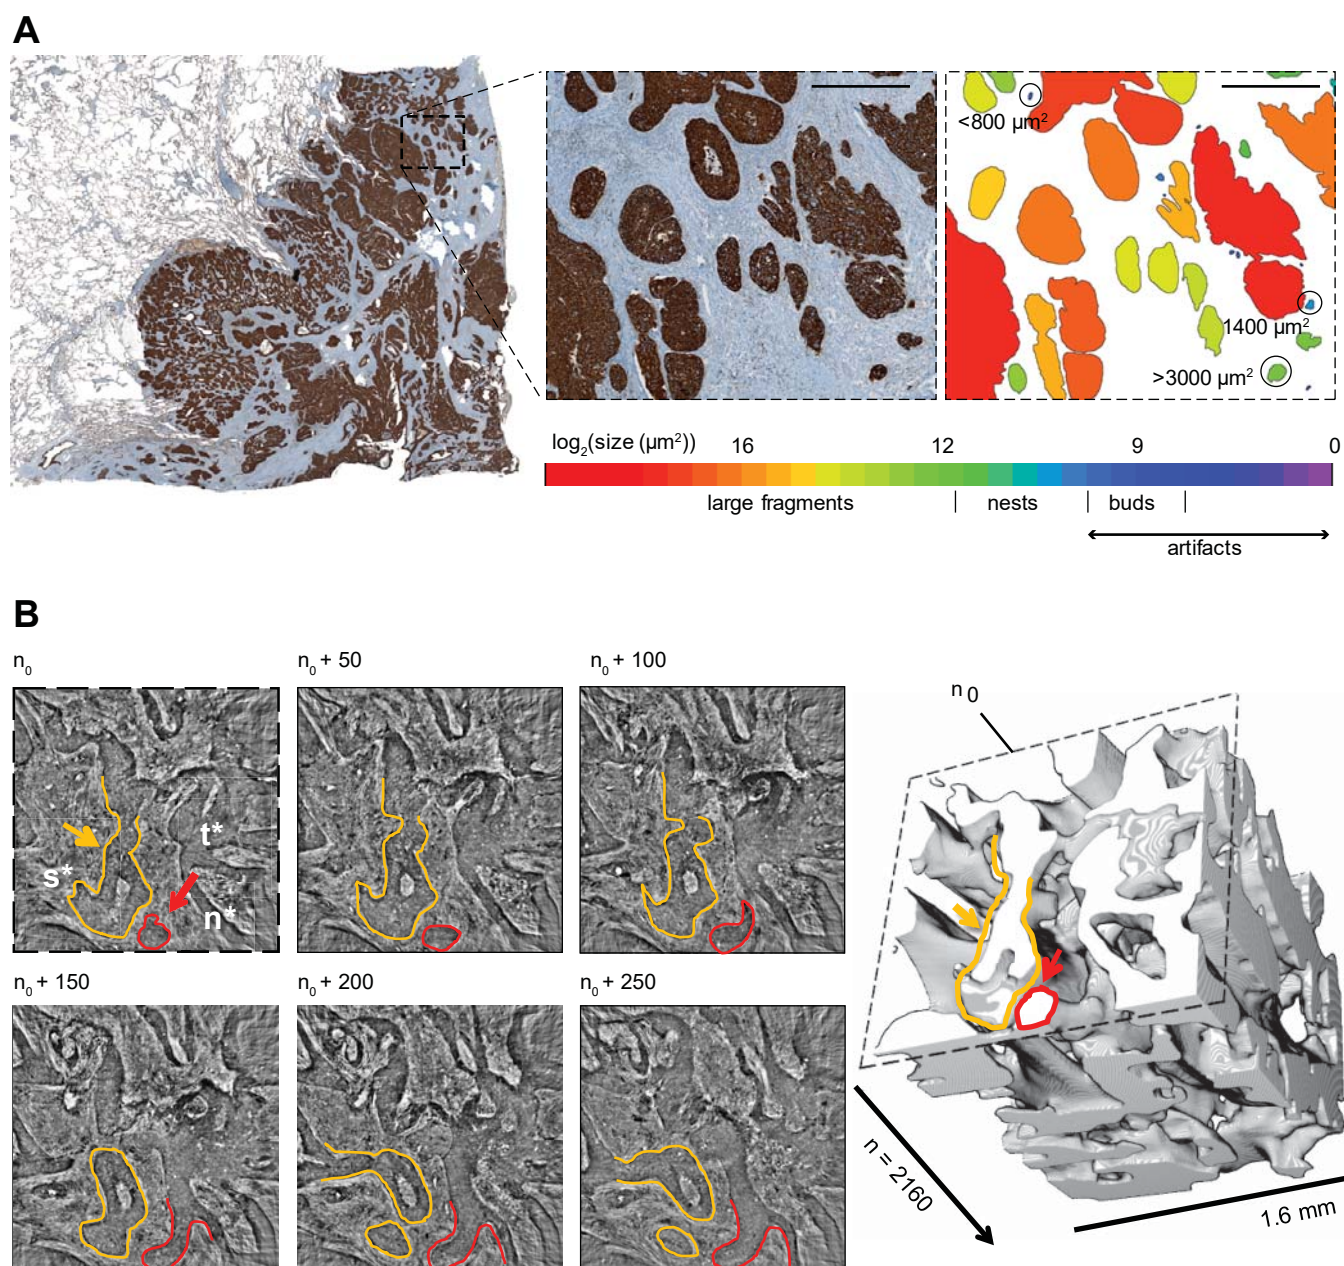 A
<800 µm²
1400 µm²
>3000 µm²
log₂(size (µm²)) 16 12 9 0
large fragments | nests | buds |
artifacts
B
n₀
n₀ + 50
n₀ + 100
t*
s*
n*
n₀ + 150
n₀ + 200
n₀ + 250
n₀
n = 2160
1.6 mm